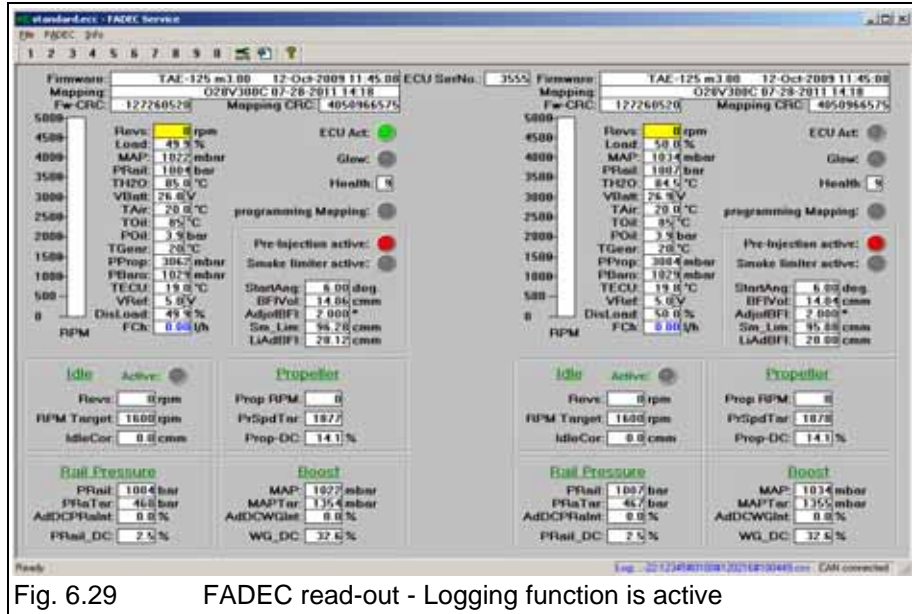 standard.ecc - FADEC Service
File FADEC Info
1 2 3 4 5 6 7 8 9 0 ?
Firmware: TAE-125 m3.00 12-Oct-2009 11.45:08 ECU SerNo.: 3555 Firmware: TAE-125 m3.00 12-Oct-2009 11.45:08
Mapping: O28V300C 07-28-2011 14.18 Mapping: O28V300C 07-28-2011 14.18
Fw-CRC: 127260520 Mapping CRC: 4050966575 Fw-CRC: 127260520 Mapping CRC: 4050966575
5000 5000
Revs: 0 rpm ECU Act: Revs: 0 rpm ECU Act:
4500 4500
Load: 49.9 % Load: 50.0 %
4000 MAP: 1022 mbar Glow: 4000 MAP: 1034 mbar Glow:
PRail: 1004 bar PRail: 1007 bar
3500 3500
TH2O: 85.0 °C Health: 9 TH2O: 84.5 °C Health: 9
3000 VBatt: 26.8 V 3000 VBatt: 26.9 V
TAir: 20.0 °C programming Mapping: TAir: 20.0 °C programming Mapping:
2500 TOil: 85 °C 2500 TOil: 85 °C
2000 POil: 3.9 bar 2000 POil: 3.9 bar
TGear: 20 °C Pre-Injection active: TGear: 20 °C Pre-Injection active:
1500 PProp: 3062 mbar Smoke limiter active: 1500 PProp: 3084 mbar Smoke limiter active:
1000 PBaro: 1029 mbar 1000 PBaro: 1029 mbar
TECU: 19.0 °C StartAng: 6.00 deg. TECU: 19.0 °C StartAng: 6.00 deg.
500 VRef: 5.0 V BFIVol: 14.86 cmm 500 VRef: 5.0 V BFIVol: 14.84 cmm
0 DisLoad: 49.9 % AdjofBFI: 2.000 ° 0 DisLoad: 50.0 % AdjofBFI: 2.000 °
RPM FCh: 0.00 l/h Sm_Lim: 96.28 cmm RPM FCh: 0.00 l/h Sm_Lim: 95.88 cmm
LiAdBFI: 20.12 cmm LiAdBFI: 20.00 cmm
Idle Active: Propeller Idle Active: Propeller
Revs: 0 rpm Prop RPM: 0 Revs: 0 rpm Prop RPM: 0
RPM Target: 1600 rpm PrSpdTar: 1877 RPM Target: 1600 rpm PrSpdTar: 1878
IdleCor: 0.0 cmm Prop-DC: 14.1 % IdleCor: 0.0 cmm Prop-DC: 14.1 %
Rail Pressure Boost Rail Pressure Boost
PRail: 1004 bar MAP: 1022 mbar PRail: 1007 bar MAP: 1034 mbar
PRaTar: 468 bar MAPTar: 1354 mbar PRaTar: 467 bar MAPTar: 1355 mbar
AdDCPRaInt: 0.0 % AdDCWGInt: 0.0 % AdDCPRaInt: 0.0 % AdDCWGInt: 0.0 %
PRail_DC: 2.5 % WG_DC: 32.6 % PRail_DC: 2.5 % WG_DC: 32.6 %
Ready CAN connected
Fig. 6.29 FADEC read-out - Logging function is active